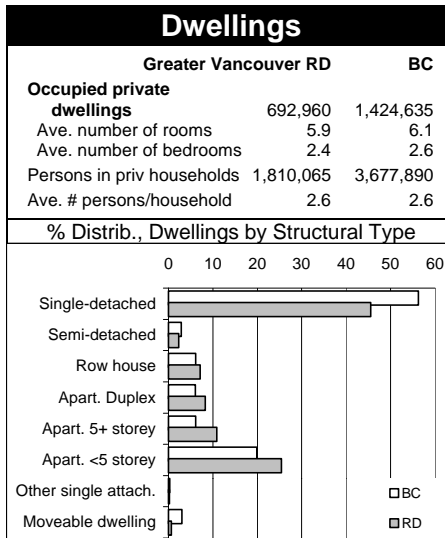 Dwellings
Greater Vancouver RD BC
Occupied private
dwellings 692,960 1,424,635
Ave. number of rooms 5.9 6.1
Ave. number of bedrooms 2.4 2.6
Persons in priv households 1,810,065 3,677,890
Ave. # persons/household 2.6 2.6
% Distrib., Dwellings by Structural Type
0 10 20 30 40 50 60
Single-detached
Semi-detached
Row house
Apart. Duplex
Apart. 5+ storey
Apart. <5 storey
Other single attach.
BC
Moveable dwelling
RD